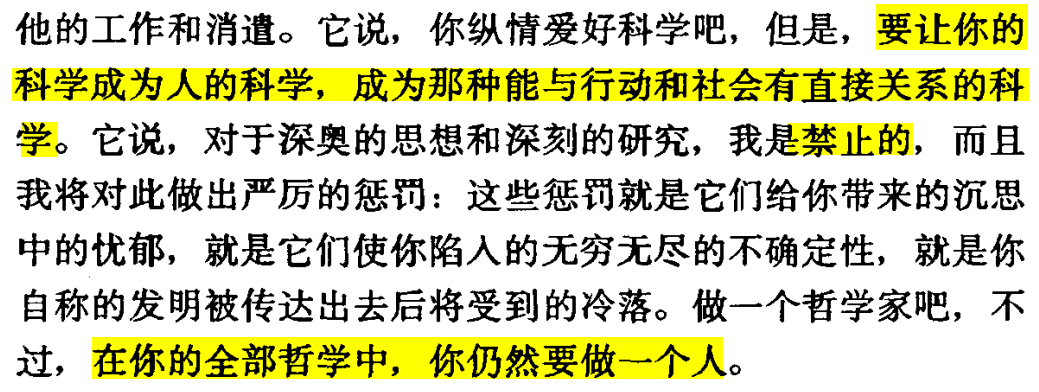 他的工作和消遣。它说，你纵情爱好科学吧，但是，要让你的
科学成为人的科学，成为那种能与行动和社会有直接关系的科
学。它说，对于深奥的思想和深刻的研究，我是禁止的，而且
我将对此做出严厉的惩罚：这些惩罚就是它们给你带来的沉思
中的忧郁，就是它们使你陷入的无穷无尽的不确定性，就是你
自称的发明被传达出去后将受到的冷落。做一个哲学家吧，不
过，在你的全部哲学中，你仍然要做一个人。